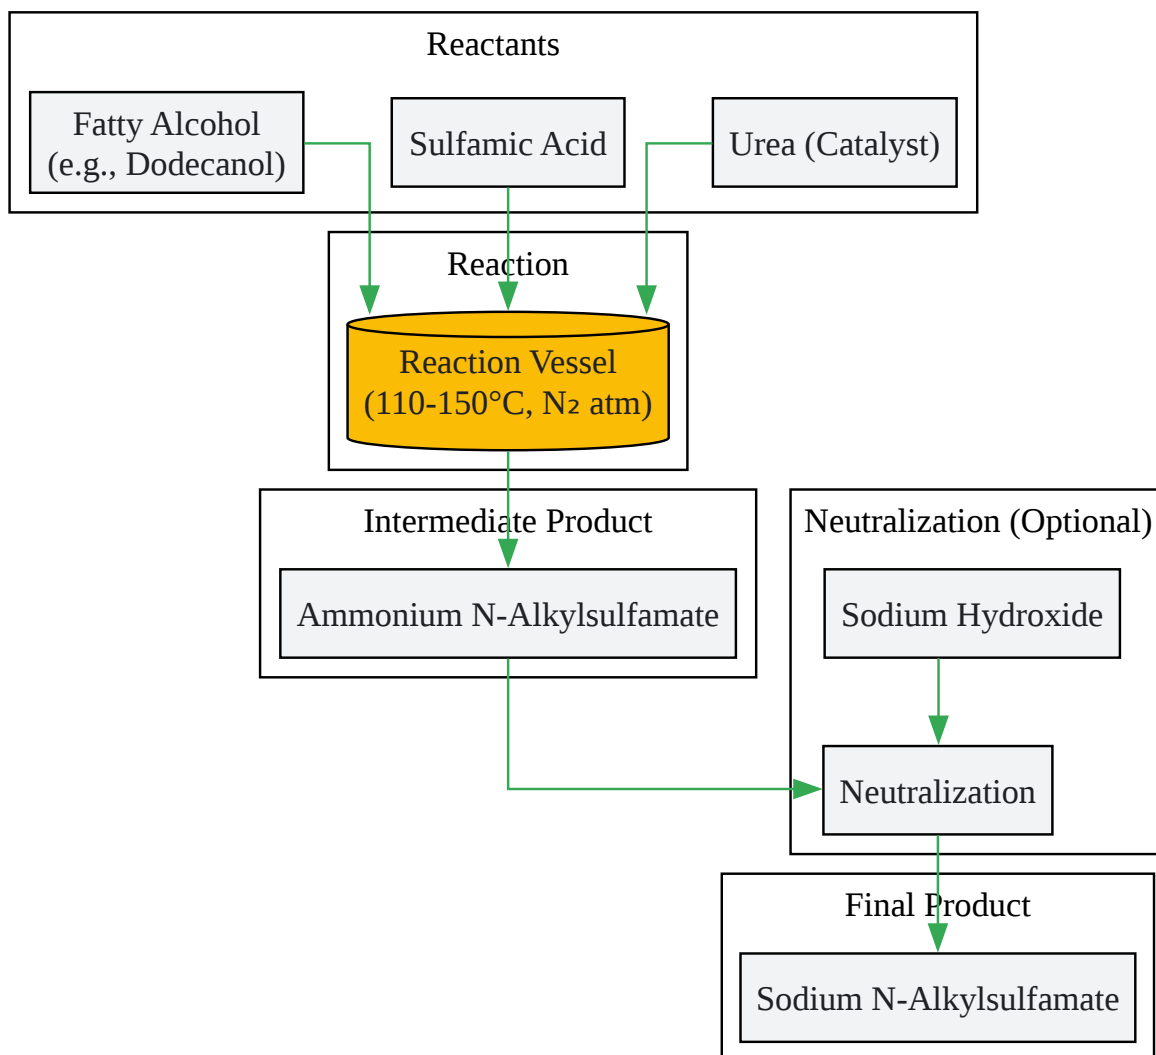 Reactants
Fatty Alcohol
(e.g., Dodecanol)
Sulfamic Acid
Urea (Catalyst)
Reaction
Reaction Vessel
(110-150°C, N₂ atm)
Intermediate Product
Ammonium N-Alkylsulfamate
Neutralization (Optional)
Sodium Hydroxide
Neutralization
Final Product
Sodium N-Alkylsulfamate